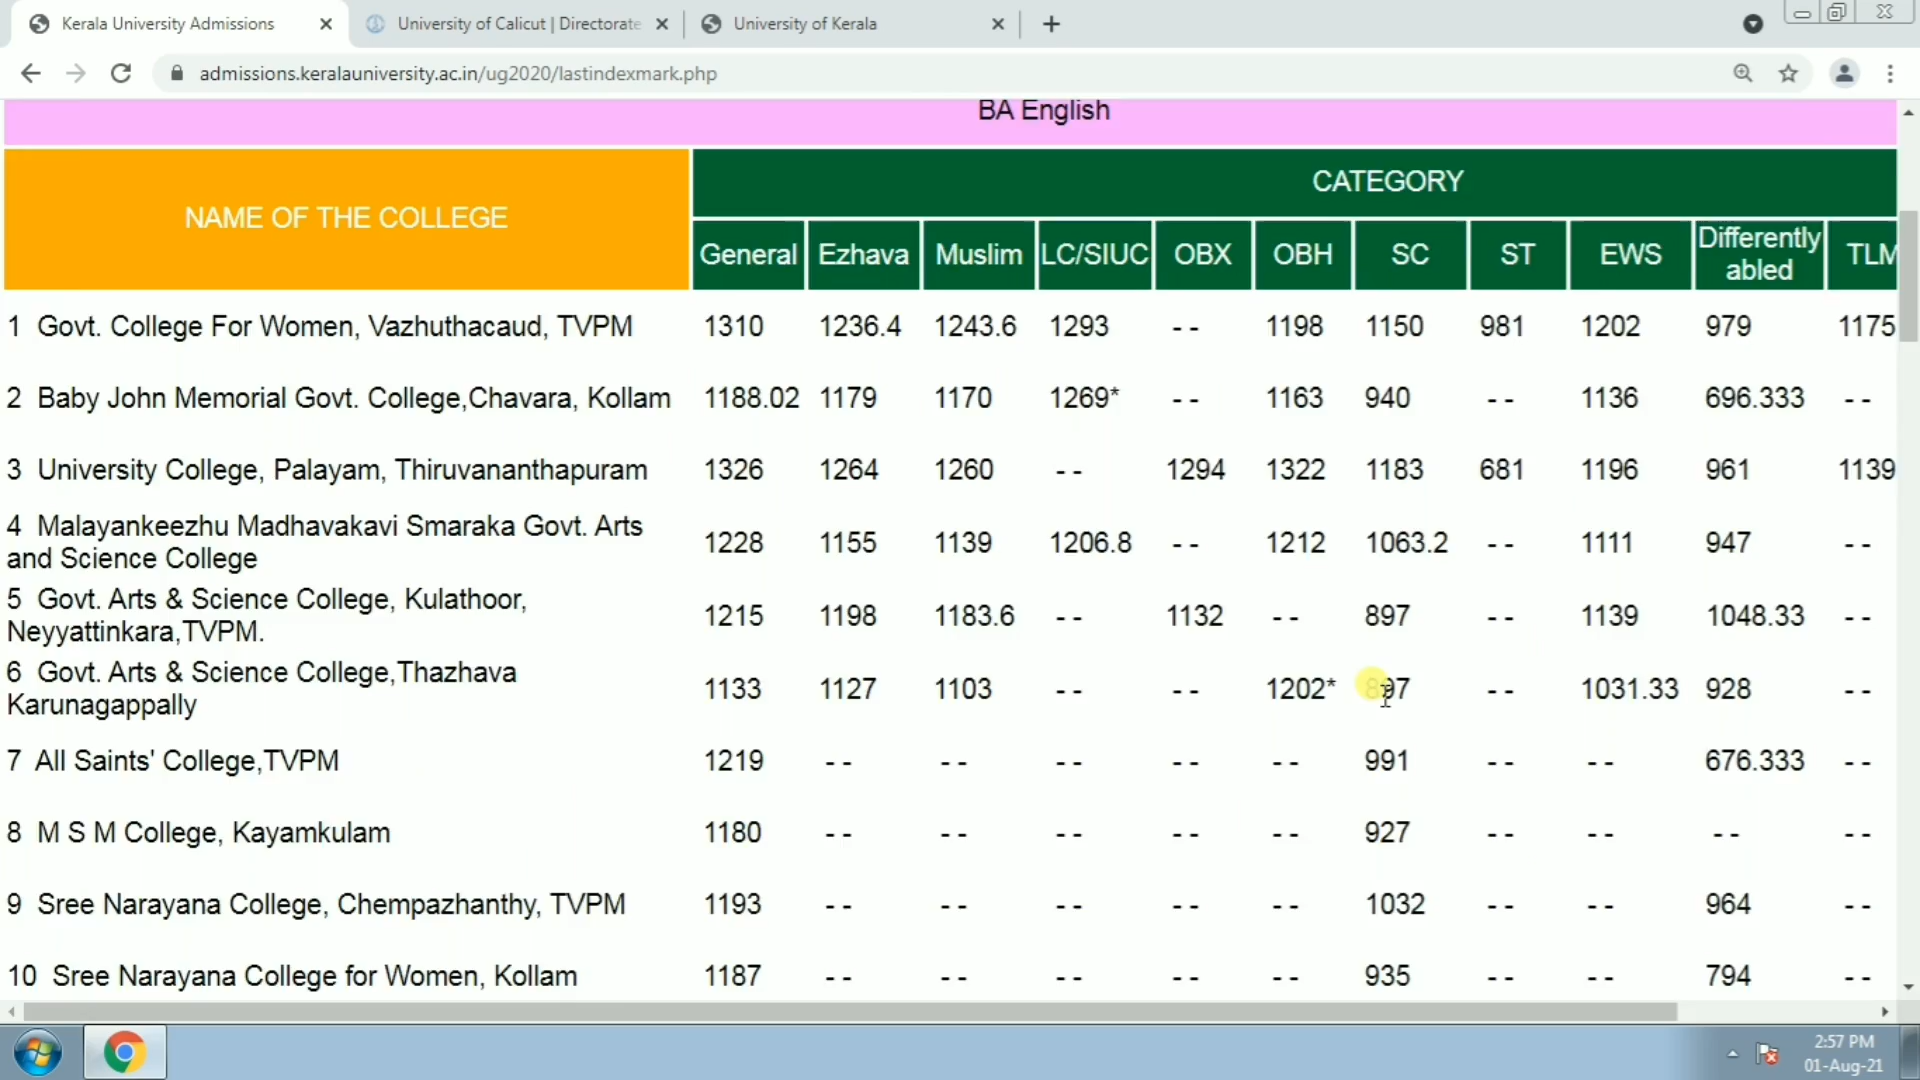 Kerala University Admissions
University of Calicut | Directorate
University of Kerala
admissions.keralauniversity.ac.in/ug2020/lastindexmark.php
BA English
NAME OF THE COLLEGE
CATEGORY
General Ezhava Muslim LC/SIUC OBX OBH SC ST EWS Differently abled TLM
1 Govt. College For Women, Vazhuthacaud, TVPM 1310 1236.4 1243.6 1293 -- 1198 1150 981 1202 979 1175
2 Baby John Memorial Govt. College,Chavara, Kollam 1188.02 1179 1170 1269* -- 1163 940 -- 1136 696.333 --
3 University College, Palayam, Thiruvananthapuram 1326 1264 1260 -- 1294 1322 1183 681 1196 961 1139
4 Malayankeezhu Madhavakavi Smaraka Govt. Arts
and Science College 1228 1155 1139 1206.8 -- 1212 1063.2 -- 1111 947 --
5 Govt. Arts & Science College, Kulathoor,
Neyyattinkara,TVPM. 1215 1198 1183.6 -- 1132 -- 897 -- 1139 1048.33 --
6 Govt. Arts & Science College,Thazhava
Karunagappally 1133 1127 1103 -- -- 1202* -- 1031.33 928 --
7 All Saints' College,TVPM 1219 -- -- -- -- -- 991 -- -- 676.333 --
8 M S M College, Kayamkulam 1180 -- -- -- -- -- 927 -- -- -- --
9 Sree Narayana College, Chempazhanthy, TVPM 1193 -- -- -- -- -- 1032 -- -- 964 --
10 Sree Narayana College for Women, Kollam 1187 -- -- -- -- -- 935 -- -- 794 --
2:57 PM
01-Aug-21